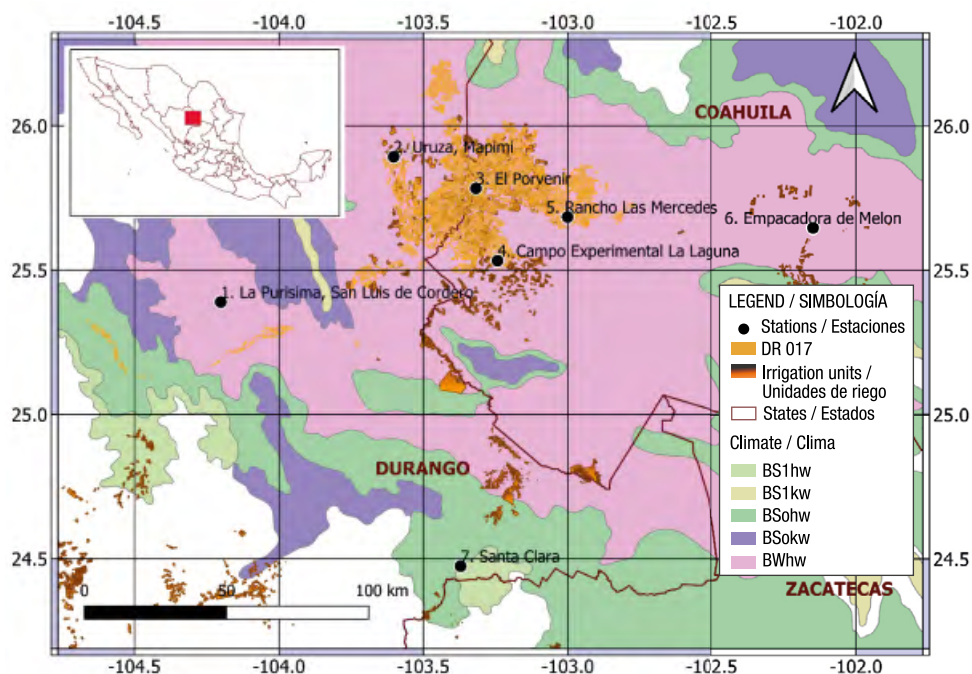 -104.5 -104.0 -103.5 -103.0 -102.5 -102.0
26.0 26.0
COAHUILA
2. Uruza, Mapimi
3. El Porvenir
5. Rancho Las Mercedes
6. Empacadora de Melon
4. Campo Experimental La Laguna
25.5 25.5
1. La Purisima, San Luis de Cordero
LEGEND / SIMBOLOGÍA
Stations / Estaciones
DR 017
Irrigation units /
Unidades de riego
States / Estados
Climate / Clima
BS1hw
BS1kw
BSohw
BSokw
BWhw
25.0 25.0
DURANGO
24.5 24.5
7. Santa Clara
ZACATECAS
0 50 100 km
-104.5 -104.0 -103.5 -103.0 -102.5 -102.0